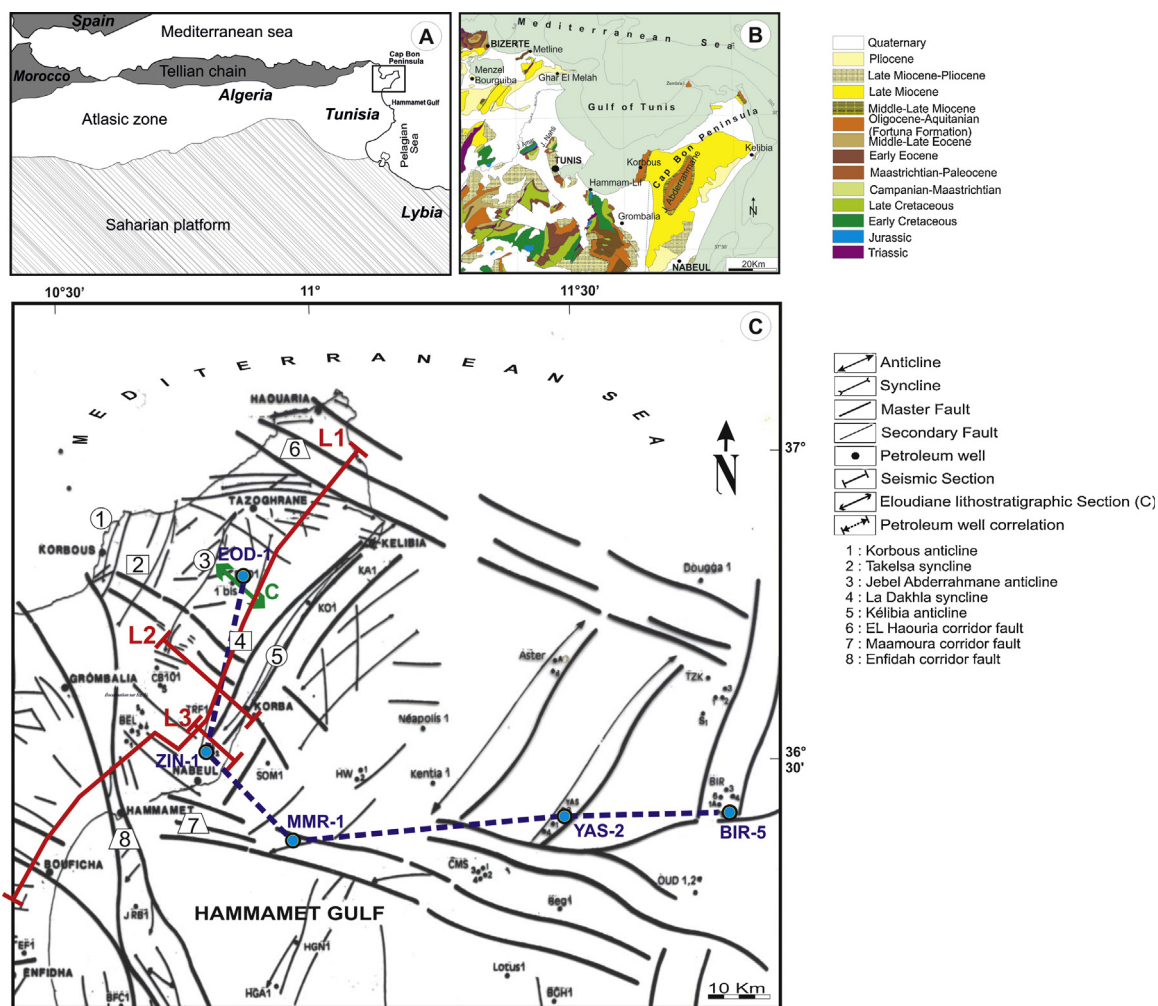 Spain
Mediterranean sea
A
Cap Bon
Peninsula
Morocco
Tellian chain
Algeria
Hammamet Gulf
Atlasic zone
Tunisia
Pelagian
Sea
Saharian platform
Lybia
Mediterranean Sea
B
BIZERTE
Metline
Menzel
Bourguiba
Ghar El Melah
Gulf of Tunis
TUNIS
Korbous
Cap Bon Peninsula
Kelibia
J. Abderrahmane
Hammam-Lif
Grombalia
N
NABEUL
20Km
Quaternary
Pliocene
Late Miocene-Pliocene
Late Miocene
Middle-Late Miocene
Oligocene-Aquitanian
(Fortuna Formation)
Middle-Late Eocene
Early Eocene
Maastrichtian-Paleocene
Campanian-Maastrichtian
Late Cretaceous
Early Cretaceous
Jurassic
Triassic
10°30'
11°
11°30'
C
MEDITERRANEAN SEA
HAOUARIA
6
L1
37°
N
TAZOGHRANE
1
KORBOUS
2
3
EOD-1
KELIBIA
1 bis
C
KA1
KO1
Dougga 1
L2
4
5
Aster
TZK
GRÔMBALIA
CB101
KORBA
BEL
L3
Néapolis 1
S1
ZIN-1
NABEUL
SOM1
HW
Kentia 1
BIR
36°
30'
HAMMAMET
7
MMR-1
YAS
YAS-2
BIR-5
8
BOUFICHA
CMS
OUD 1,2
JRB1
HAMMAMET GULF
Beg1
EF1
ENFIDHA
HGN1
Lotus1
BFC1
HGA1
BGH1
10 Km
Anticline
Syncline
Master Fault
Secondary Fault
Petroleum well
Seismic Section
Eloudiane lithostratigraphic Section (C)
Petroleum well correlation
1 : Korbous anticline
2 : Takelsa syncline
3 : Jebel Abderrahmane anticline
4 : La Dakhla syncline
5 : Kélibia anticline
6 : EL Haouria corridor fault
7 : Maamoura corridor fault
8 : Enfidah corridor fault